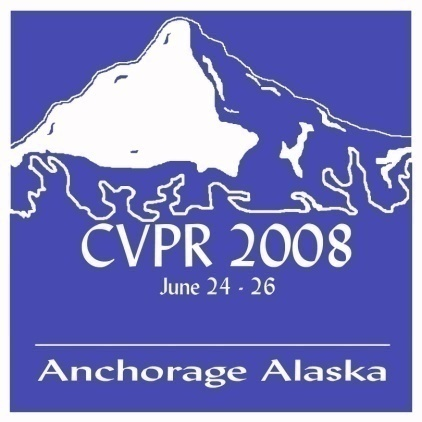 CVPR 2008
June 24 - 26
Anchorage Alaska